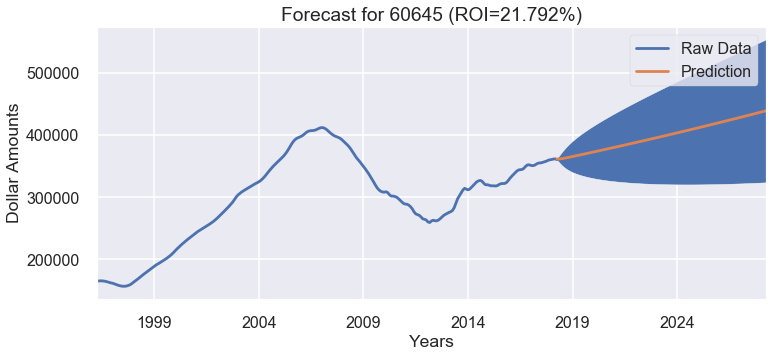 Forecast for 60645 (ROI=21.792%)
Raw Data
Prediction
Dollar Amounts
500000
400000
300000
200000
1999 2004 2009 2014 2019 2024
Years